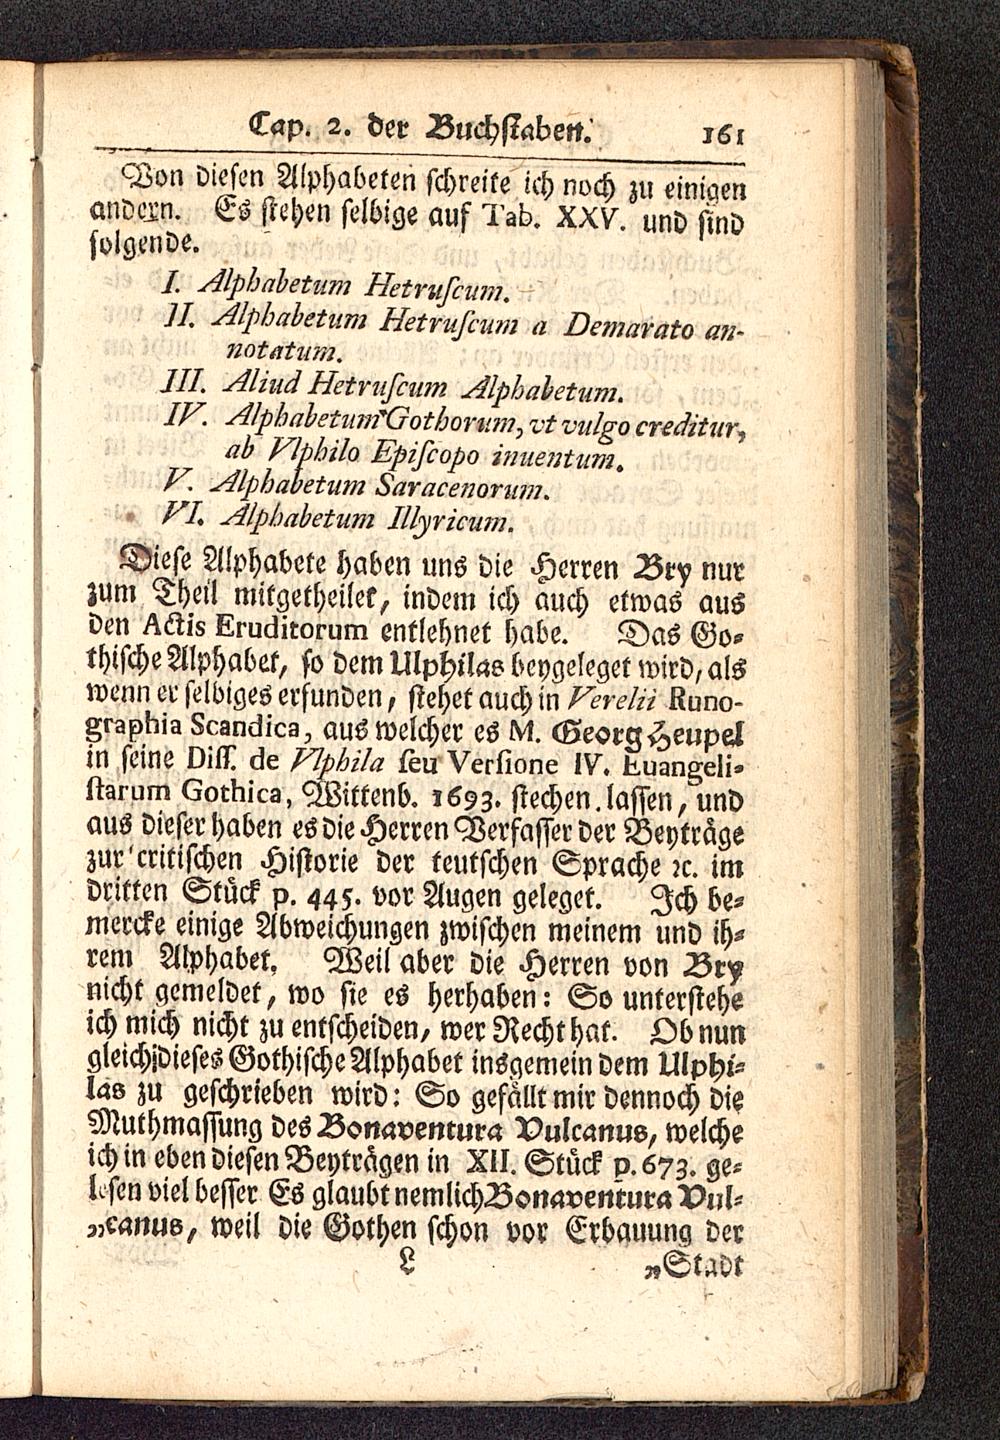 Cap. 2. der Buchſtaben. 161
Von dieſen Alphabeten ſchreite ich noch zu einigen
andern. Es ſtehen ſelbige auf Tab. XXV. und ſind
folgende.
I. Alphabetum Hetruſcum.
II. Alphabetum Hetruſcum a Demarato an-
notatum.
III. Aliud Hetruſcum Alphabetum.
IV. Alphabetum Gothorum, vt vulgo creditur,
ab Vlphilo Epiſcopo inuentum.
V. Alphabetum Saracenorum.
VI. Alphabetum Illyricum.
Dieſe Alphabete haben uns die Herren Bry nur
zum Theil mitgetheilet, indem ich auch etwas aus
den Actis Eruditorum entlehnet habe. Das Go-
thiſche Alphabet, ſo dem Ulphilas beygeleget wird, als
wenn er ſelbiges erfunden, ſtehet auch in Verelii Runo-
graphia Scandica, aus welcher es M. Georg Heupel
in ſeine Diſſ. de Vlphila ſeu Verſione IV. Euangeli-
ſtarum Gothica, Wittenb. 1693. ſtechen laſſen, und
aus dieſer haben es die Herren Verfaſſer der Beyträge
zur critiſchen Hiſtorie der teutſchen Sprache ꝛc. im
dritten Stück p. 445. vor Augen geleget. Ich be-
mercke einige Abweichungen zwiſchen meinem und ih-
rem Alphabet. Weil aber die Herren von Bry
nicht gemeldet, wo ſie es herhaben: So unterſtehe
ich mich nicht zu entſcheiden, wer Recht hat. Ob nun
gleich dieſes Gothiſche Alphabet insgemein dem Ulphi-
las zu geſchrieben wird: So gefällt mir dennoch die
Muthmaſſung des Bonaventura Vulcanus, welche
ich in eben dieſen Beyträgen in XII. Stück p. 673. ge-
leſen viel beſſer Es glaubt nemlich Bonaventura Vul-
„canus, weil die Gothen ſchon vor Erbauung der
L „Stadt